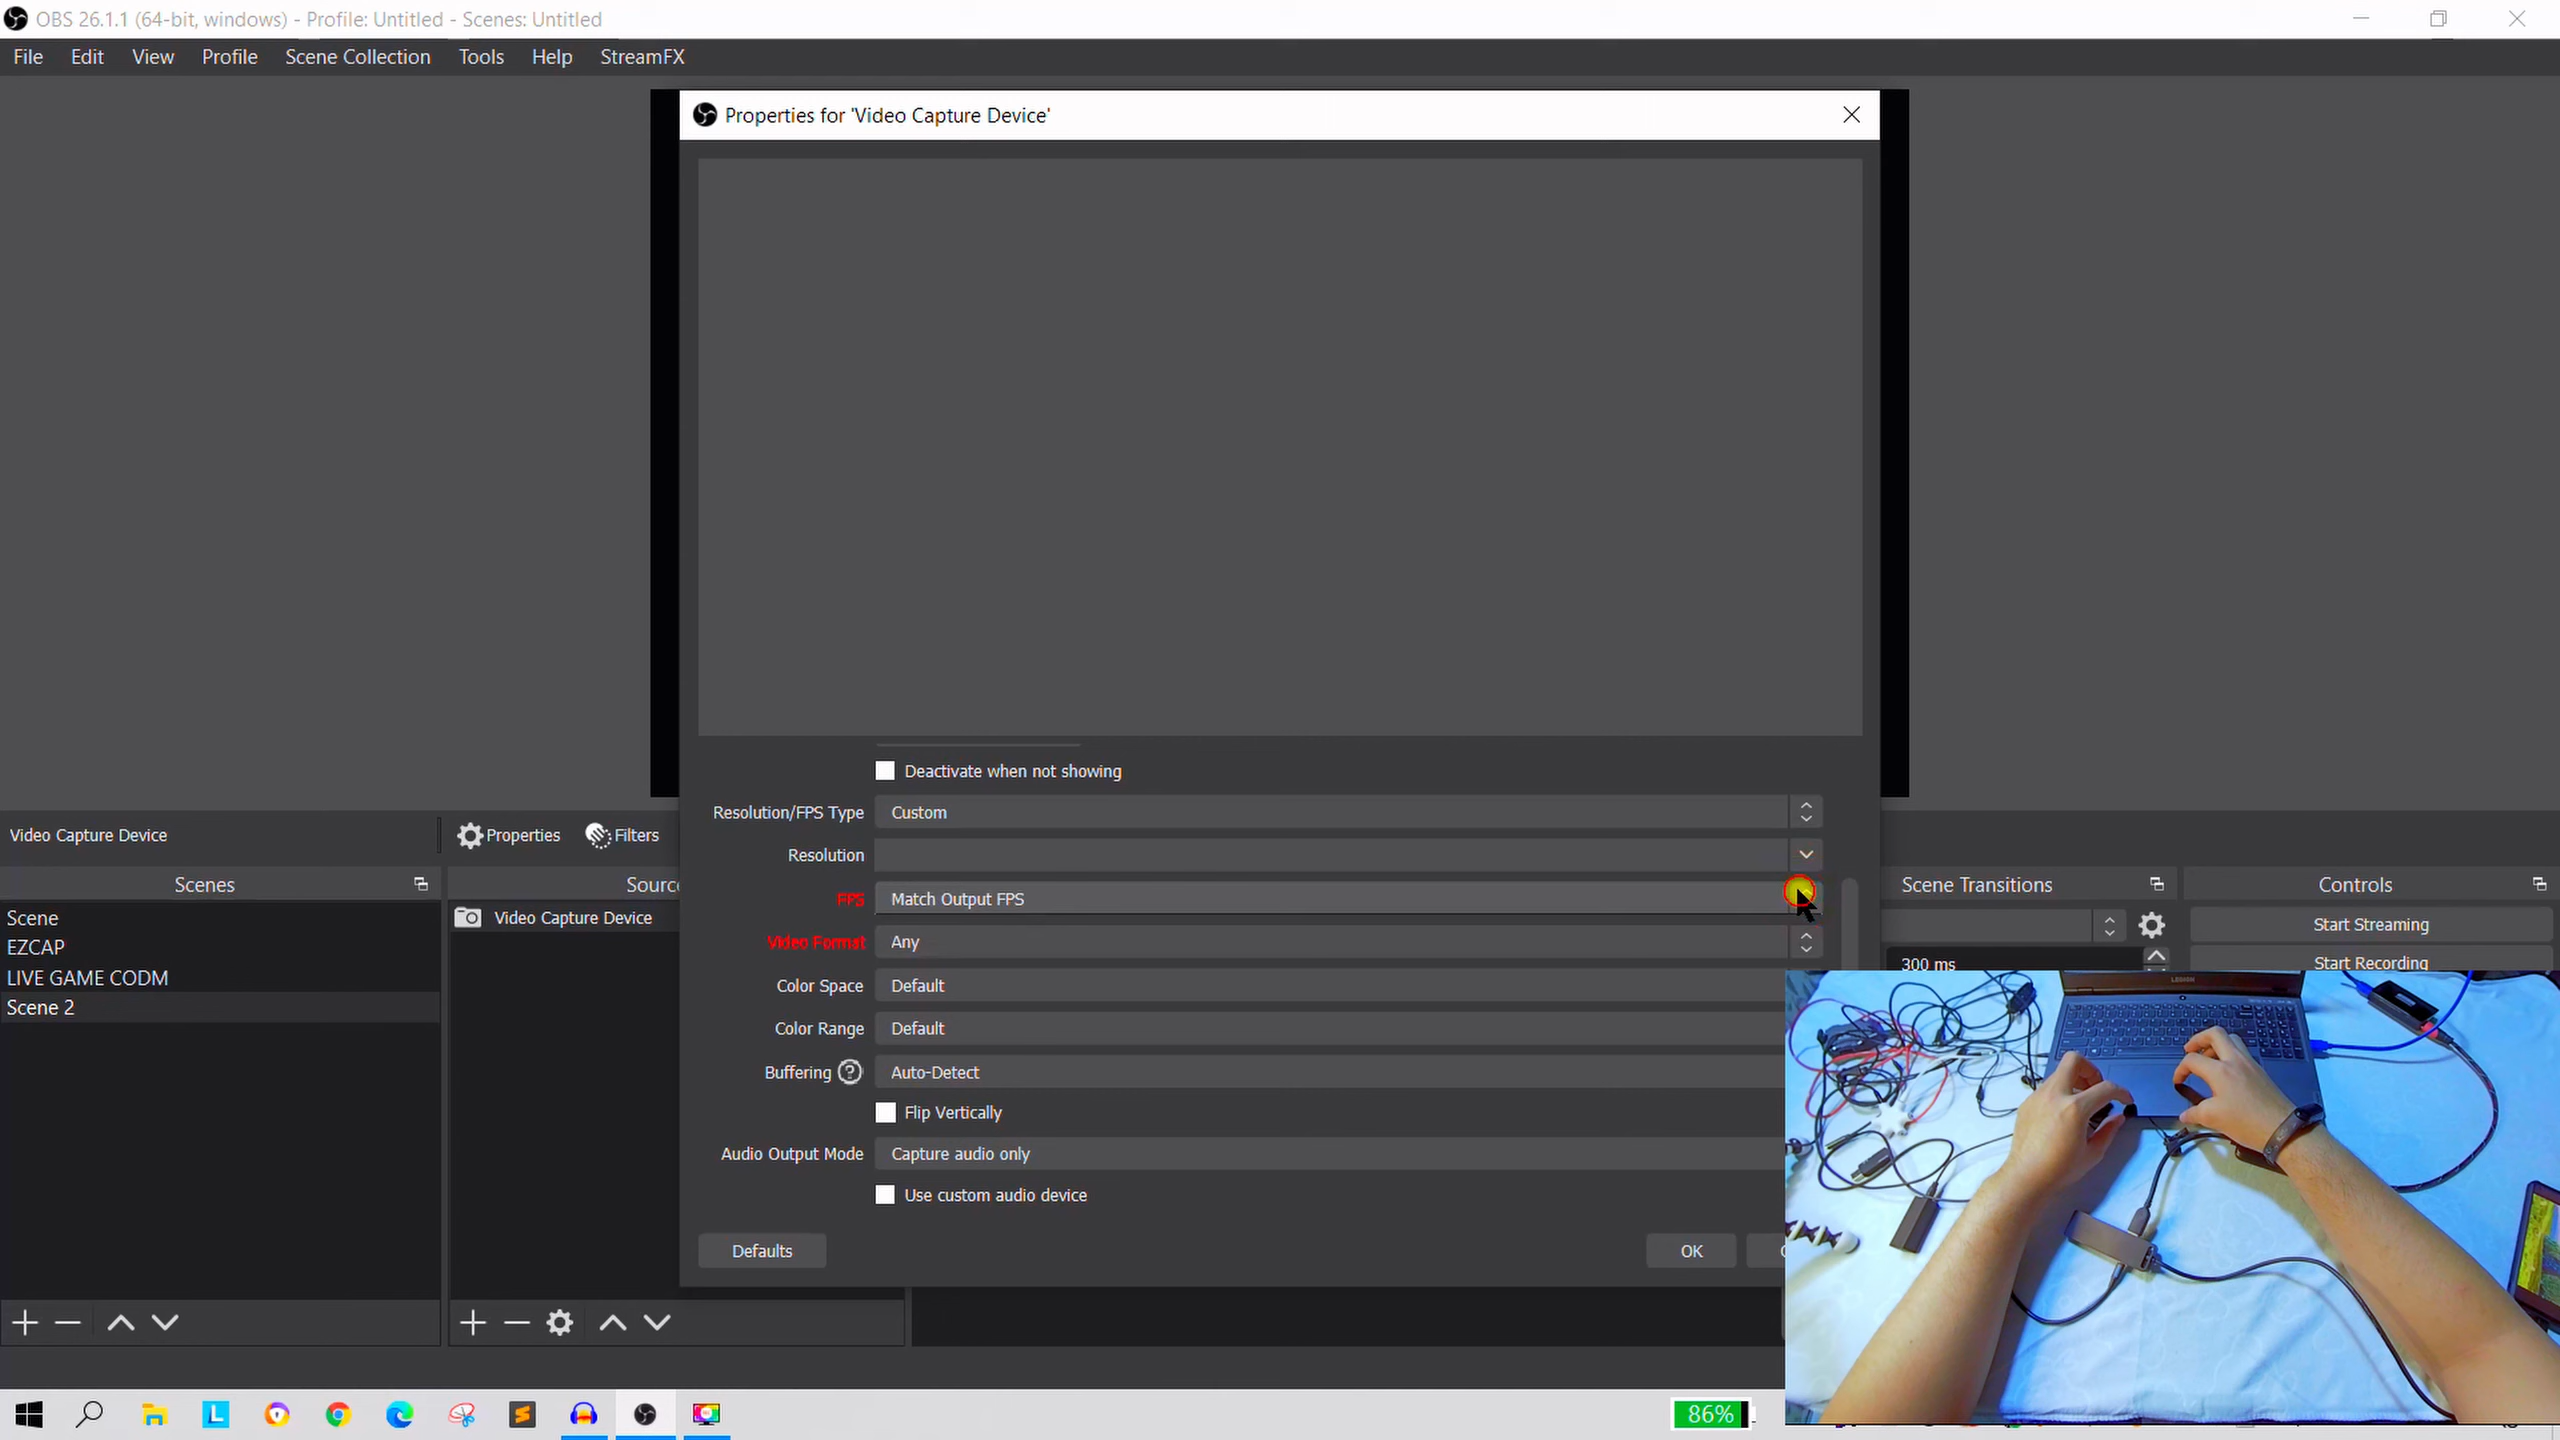 OBS 26.1.1 (64-bit, windows) - Profile: Untitled - Scenes: Untitled
File Edit View Profile Scene Collection Tools Help StreamFX
Properties for 'Video Capture Device'
Deactivate when not showing
Resolution/FPS Type Custom
Resolution
FPS Match Output FPS
Video Format Any
Color Space Default
Color Range Default
Buffering ? Auto-Detect
Flip Vertically
Audio Output Mode Capture audio only
Use custom audio device
Defaults OK
Video Capture Device Properties Filters
Scenes
Scene
EZCAP
LIVE GAME CODM
Scene 2
Sourc
Video Capture Device
Scene Transitions
300 ms
Controls
Start Streaming
Start Recording
LEGION
L
86%